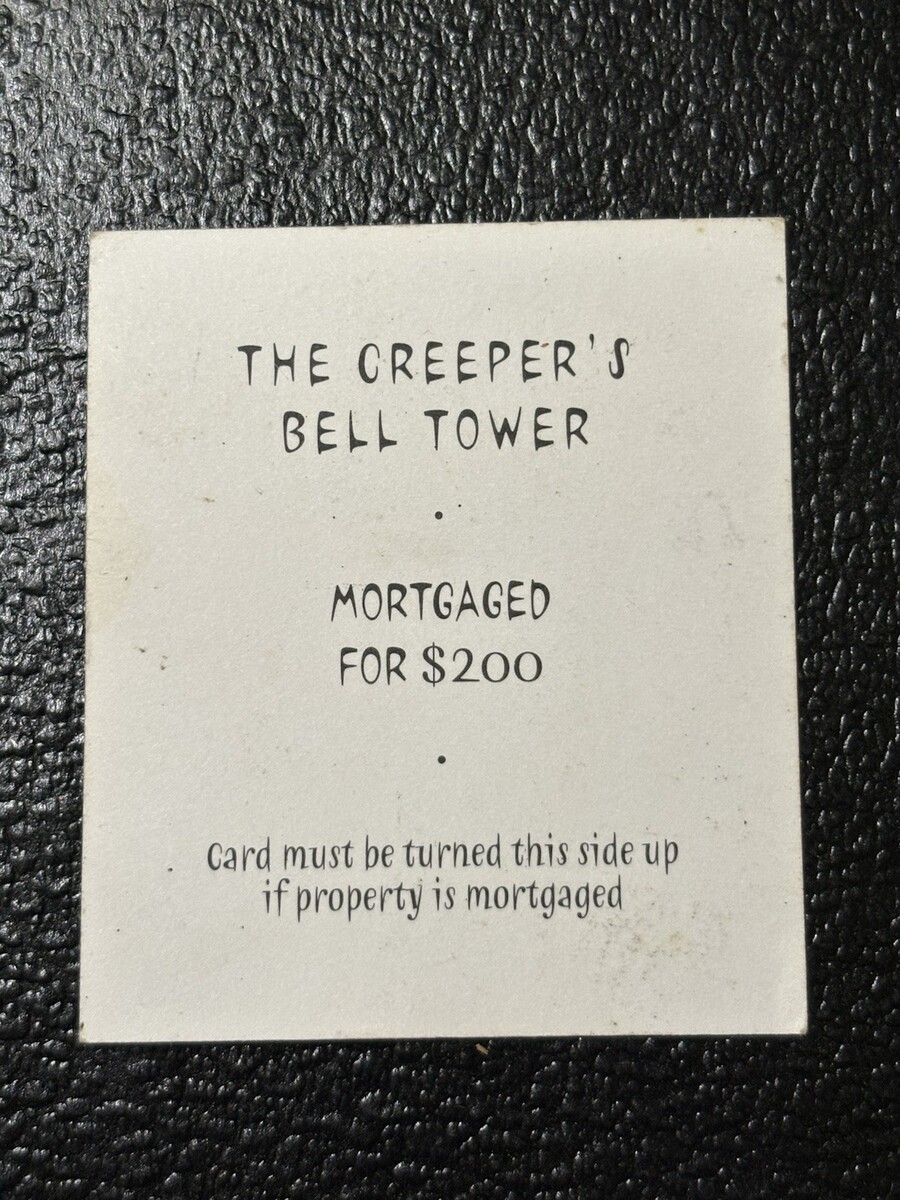 THE CREEPER'S
BELL TOWER
•
MORTGAGED
FOR $200
•
Card must be turned this side up
if property is mortgaged